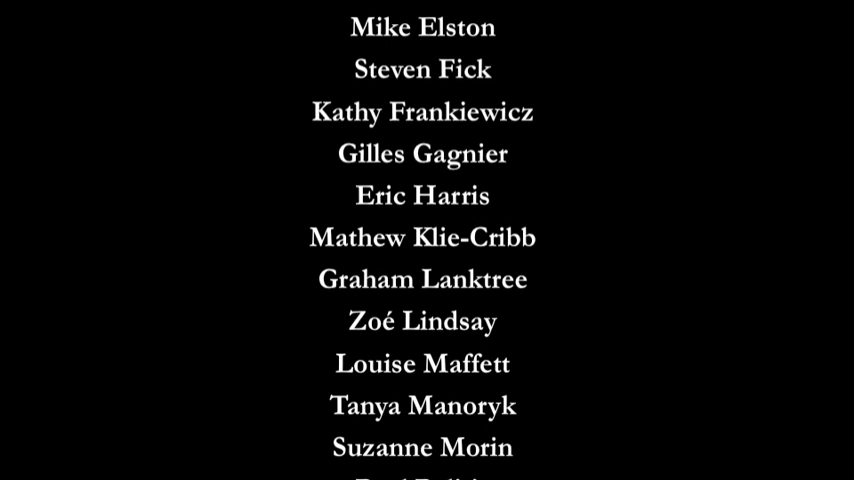 Mike Elston
Steven Fick
Kathy Frankiewicz
Gilles Gagnier
Eric Harris
Mathew Klie-Cribb
Graham Lanktree
Zoé Lindsay
Louise Maffett
Tanya Manoryk
Suzanne Morin